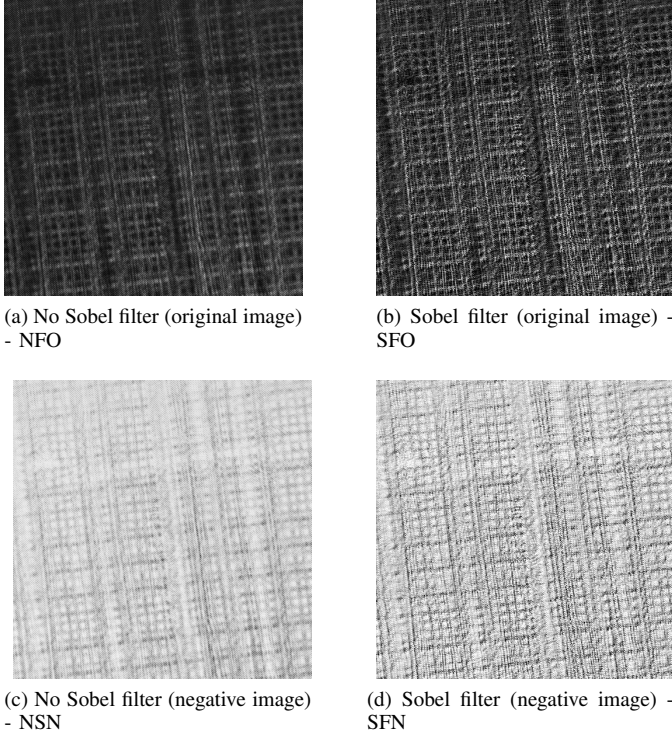 (a) No Sobel filter (original image)
- NFO
(b) Sobel filter (original image) -
SFO
(c) No Sobel filter (negative image)
- NSN
(d) Sobel filter (negative image) -
SFN